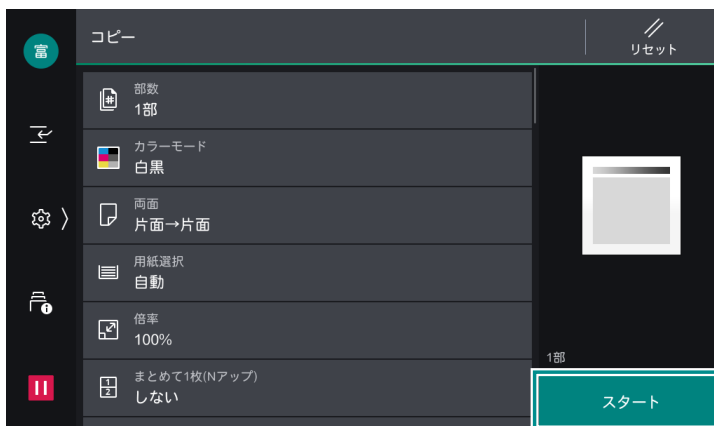 コピー
リセット
富
部数
1部
カラーモード
白黒
両面
片面→片面
用紙選択
自動
倍率
100%
まとめて1枚(Nアップ)
しない
1部
スタート